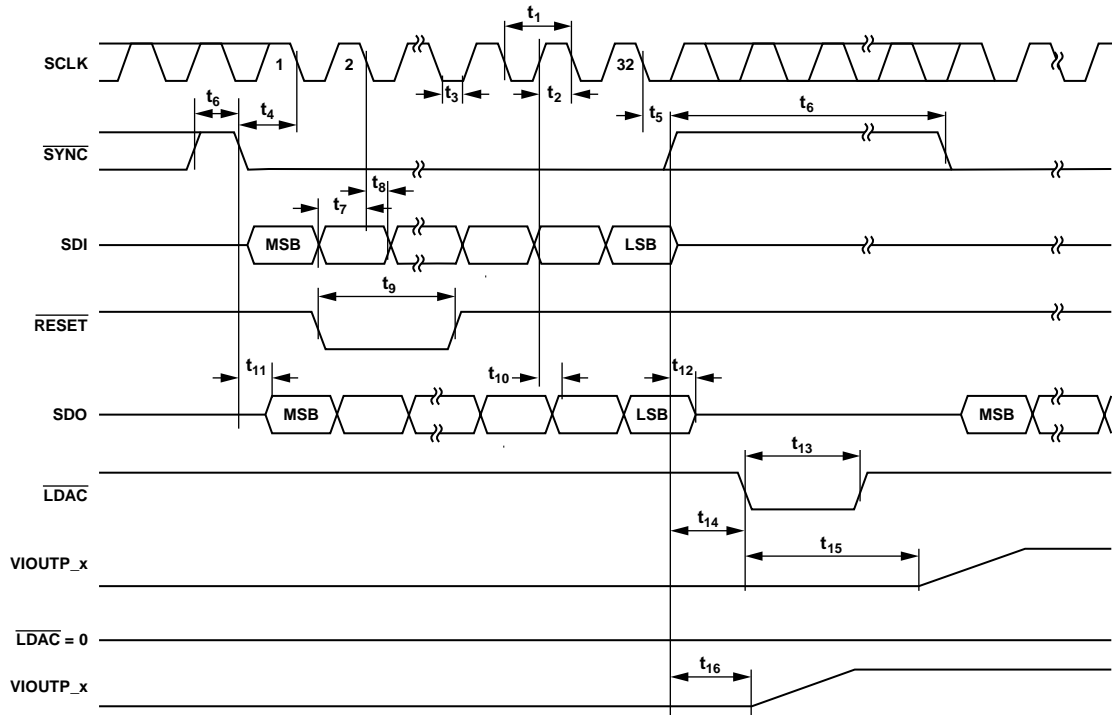 t1
SCLK
1
2
32
t3
t2
t6
t4
t5
t6
SYNC
t8
t7
SDI
MSB
LSB
t9
RESET
t11
t10
t12
SDO
MSB
LSB
MSB
t13
LDAC
t14
t15
VIOUTP_x
LDAC = 0
t16
VIOUTP_x